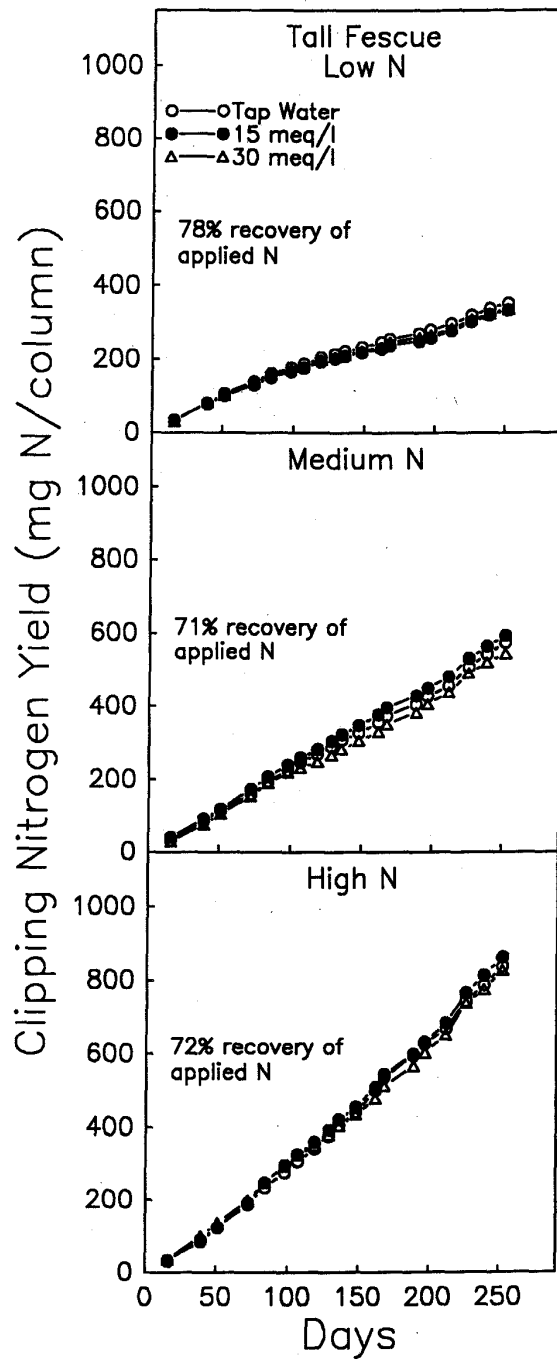 Clipping Nitrogen Yield (mg N/column)
Tall Fescue
Low N
1000
800
600
400
200
0
Tap Water
15 meq/l
30 meq/l
78% recovery of
applied N
Medium N
1000
800
600
400
200
0
71% recovery of
applied N
High N
1000
800
600
400
200
0
72% recovery of
applied N
0 50 100 150 200 250
Days